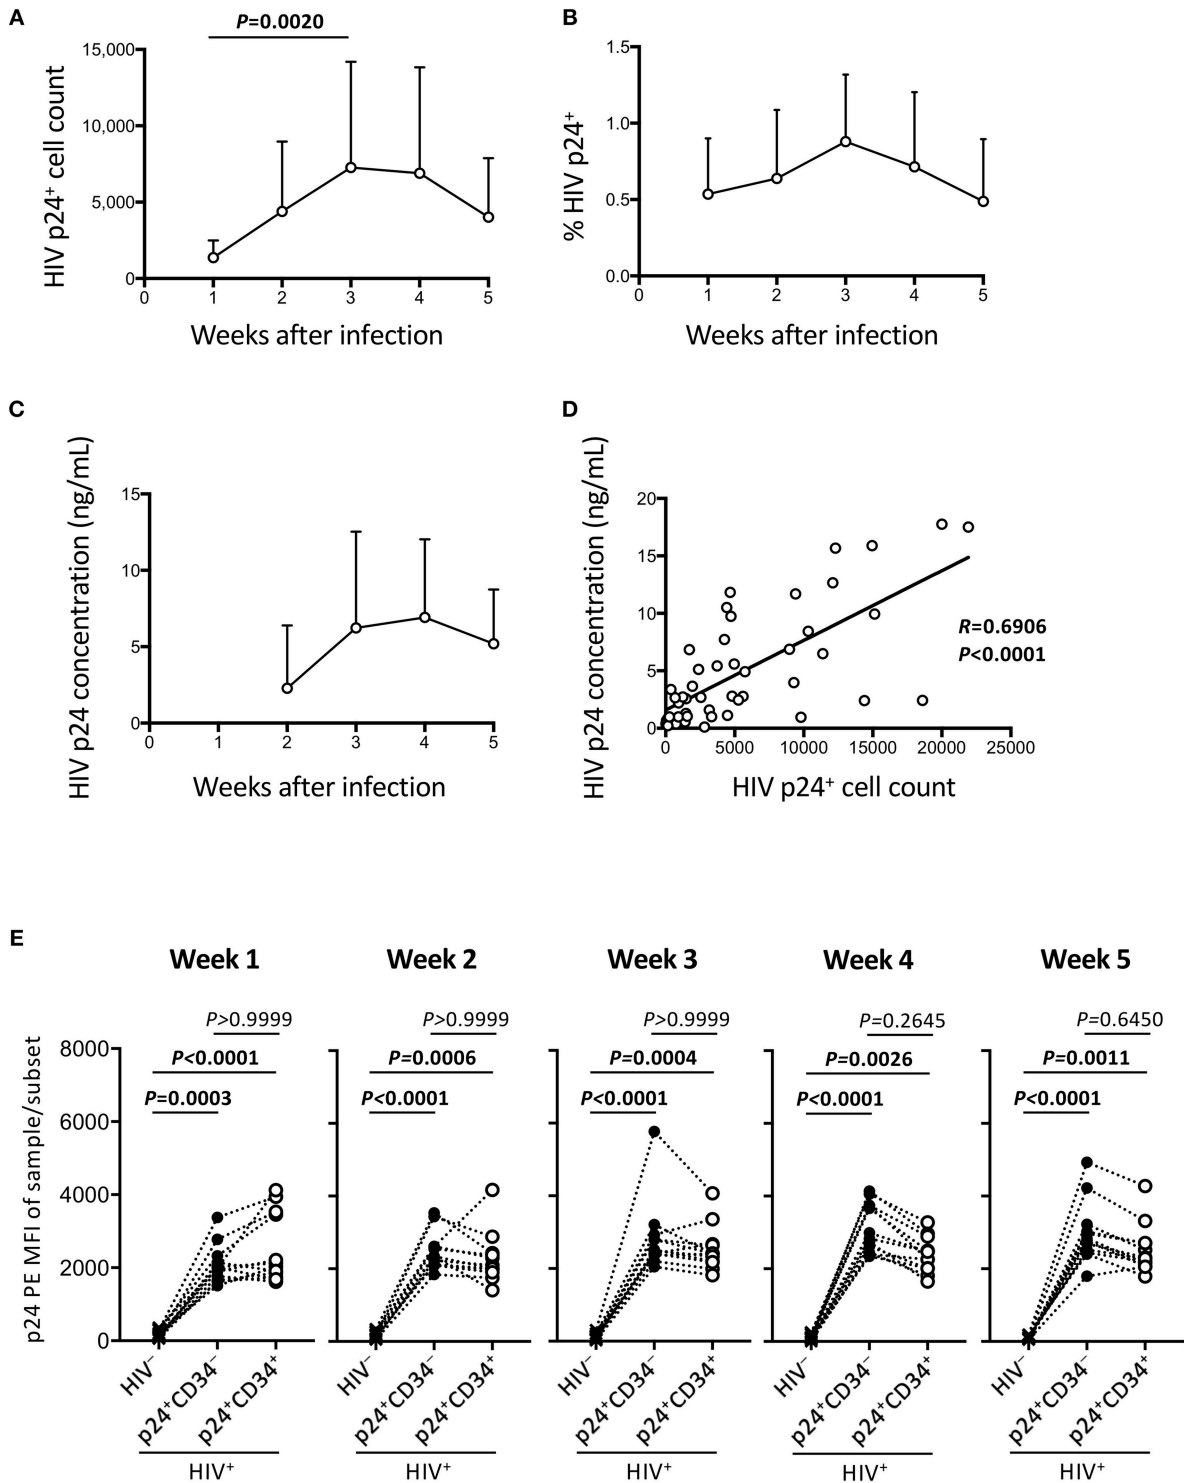 A
P=0.0020
15,000
10,000
5,000
0
HIV p24⁺ cell count
0 1 2 3 4 5
Weeks after infection
B
1.5
1.0
0.5
0.0
% HIV p24⁺
0 1 2 3 4 5
Weeks after infection
C
15
10
5
0
HIV p24 concentration (ng/mL)
0 1 2 3 4 5
Weeks after infection
D
20
15
10
5
0
HIV p24 concentration (ng/mL)
R=0.6906
P<0.0001
0 5000 10000 15000 20000 25000
HIV p24⁺ cell count
E
Week 1
P>0.9999
P<0.0001
P=0.0003
8000
6000
4000
2000
0
p24 PE MFI of sample/subset
HIV⁻
p24⁺CD34⁻
p24⁺CD34⁺
HIV⁺
Week 2
P>0.9999
P=0.0006
P<0.0001
HIV⁻
p24⁺CD34⁻
p24⁺CD34⁺
HIV⁺
Week 3
P>0.9999
P=0.0004
P<0.0001
HIV⁻
p24⁺CD34⁻
p24⁺CD34⁺
HIV⁺
Week 4
P=0.2645
P=0.0026
P<0.0001
HIV⁻
p24⁺CD34⁻
p24⁺CD34⁺
HIV⁺
Week 5
P=0.6450
P=0.0011
P<0.0001
HIV⁻
p24⁺CD34⁻
p24⁺CD34⁺
HIV⁺